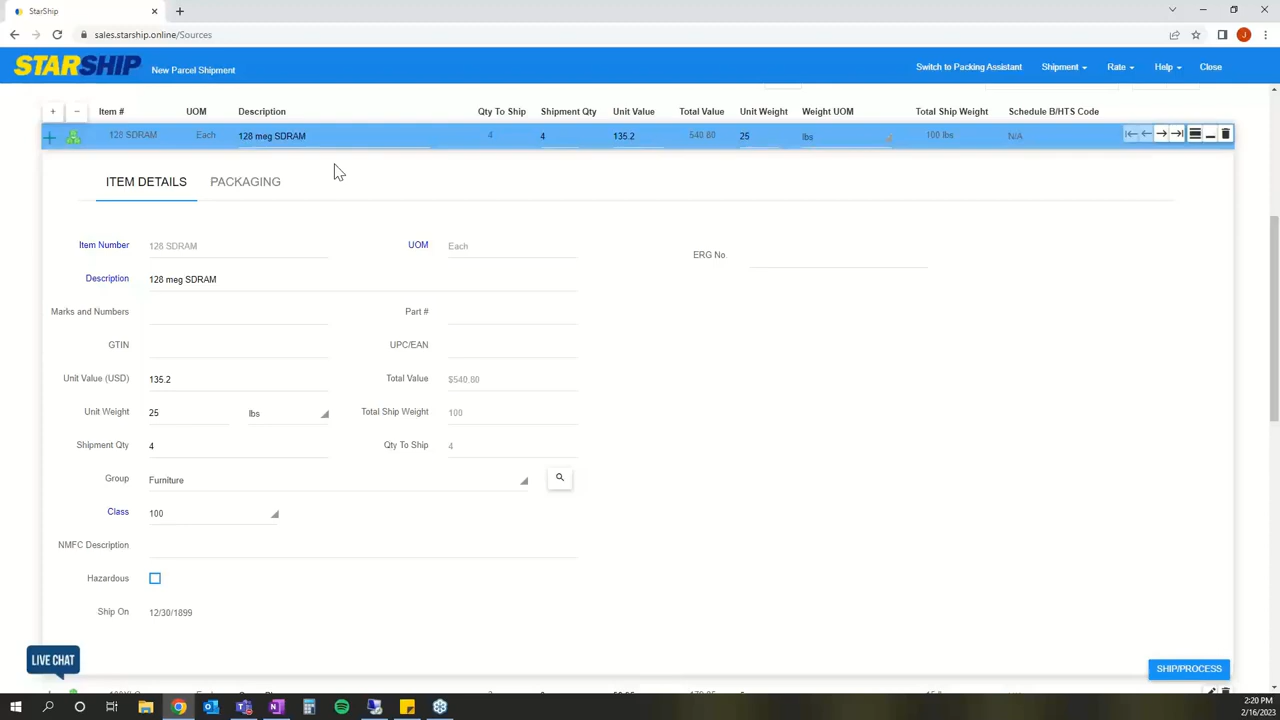 StarShip
sales.starship.online/Sources
J
STARSHIP New Parcel Shipment Switch to Packing Assistant Shipment Rate Help Close
+ − Item # UOM Description Qty To Ship Shipment Qty Unit Value Total Value Unit Weight Weight UOM Total Ship Weight Schedule B/HTS Code
128 SDRAM Each 128 meg SDRAM 4 4 135.2 540.80 25 lbs 100 lbs N/A
ITEM DETAILS PACKAGING
Item Number 128 SDRAM UOM Each ERG No.
Description 128 meg SDRAM
Marks and Numbers Part #
GTIN UPC/EAN
Unit Value (USD) 135.2 Total Value $540.80
Unit Weight 25 lbs Total Ship Weight 100
Shipment Qty 4 Qty To Ship 4
Group Furniture
Class 100
NMFC Description
Hazardous
Ship On 12/30/1899
LIVE CHAT
SHIP/PROCESS
2:20 PM
2/16/2023